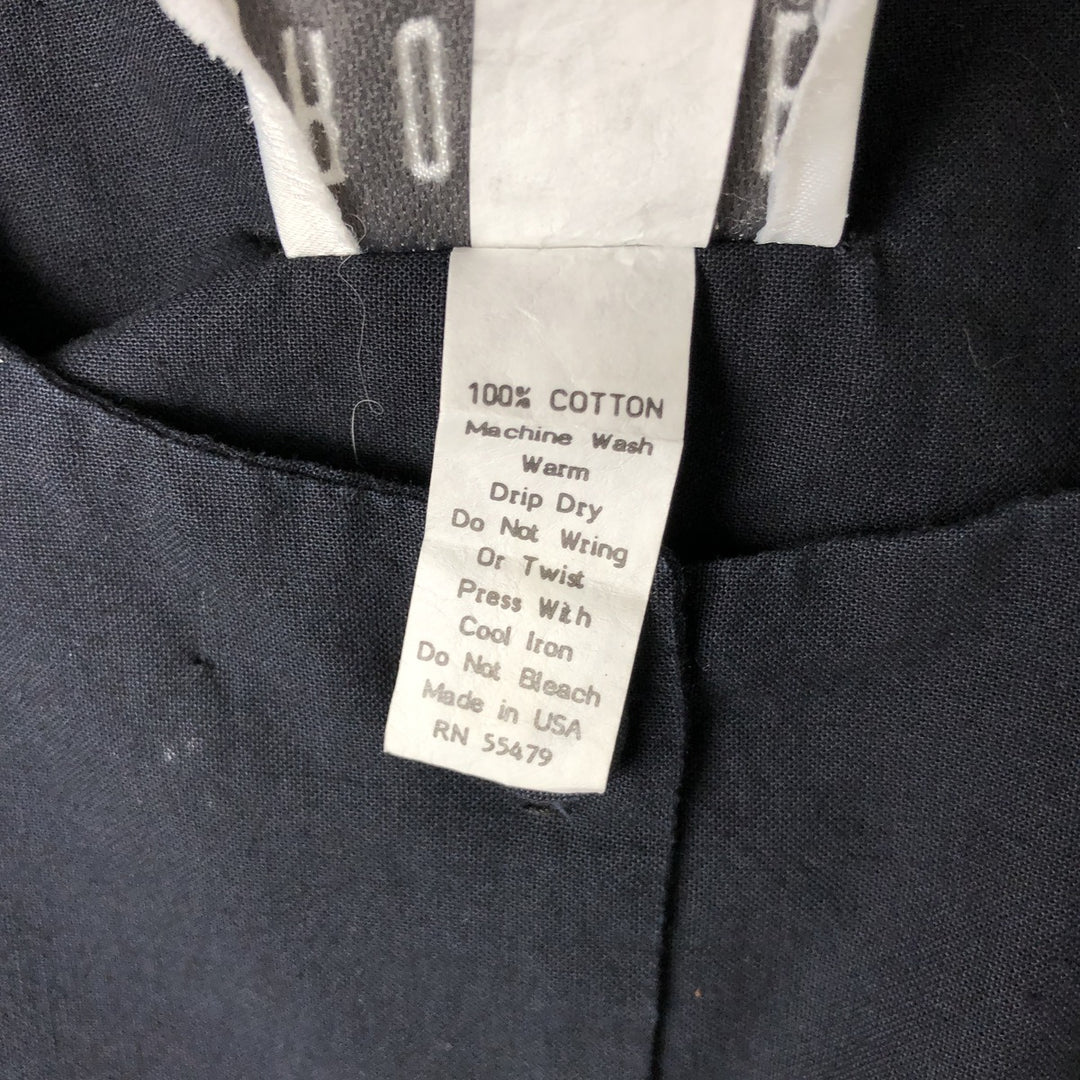 100% COTTON
Machine Wash
Warm
Drip Dry
Do Not Wring
Or Twist
Press With
Cool Iron
Do Not Bleach
Made in USA
RN 55479